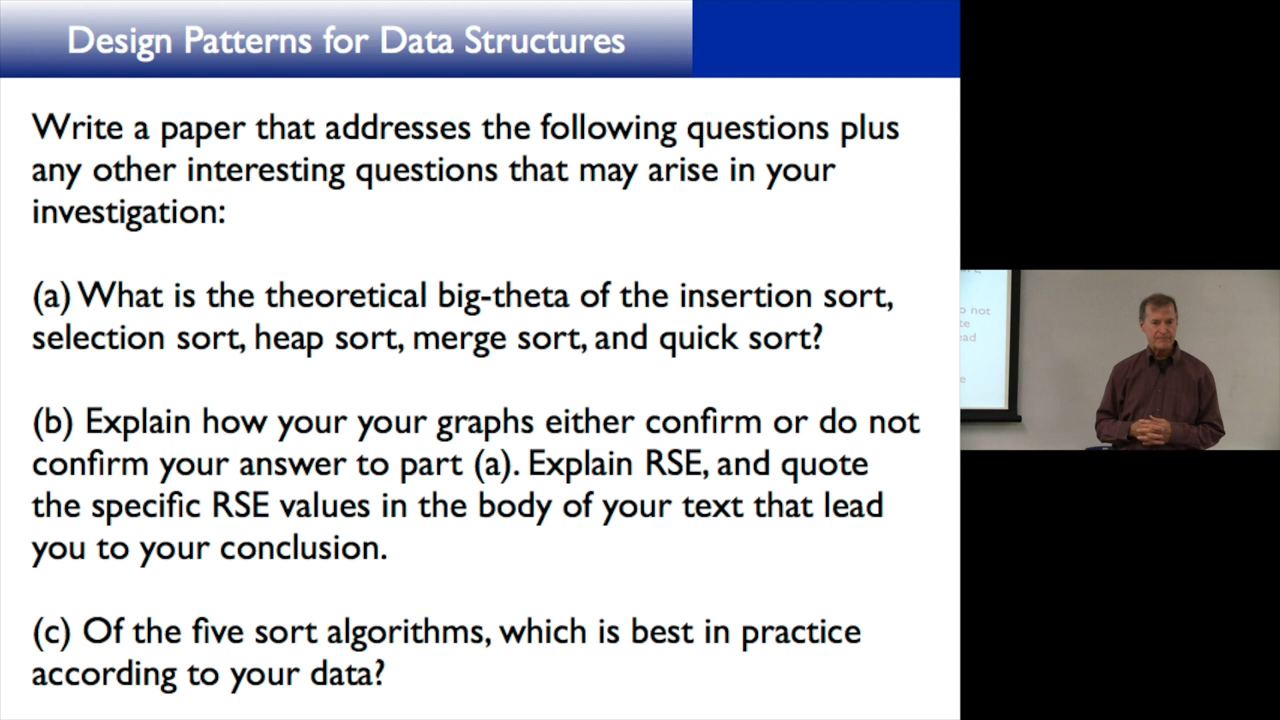 Design Patterns for Data Structures
Write a paper that addresses the following questions plus
any other interesting questions that may arise in your
investigation:
(a) What is the theoretical big-theta of the insertion sort,
selection sort, heap sort, merge sort, and quick sort?
(b) Explain how your your graphs either confirm or do not
confirm your answer to part (a). Explain RSE, and quote
the specific RSE values in the body of your text that lead
you to your conclusion.
(c) Of the five sort algorithms, which is best in practice
according to your data?